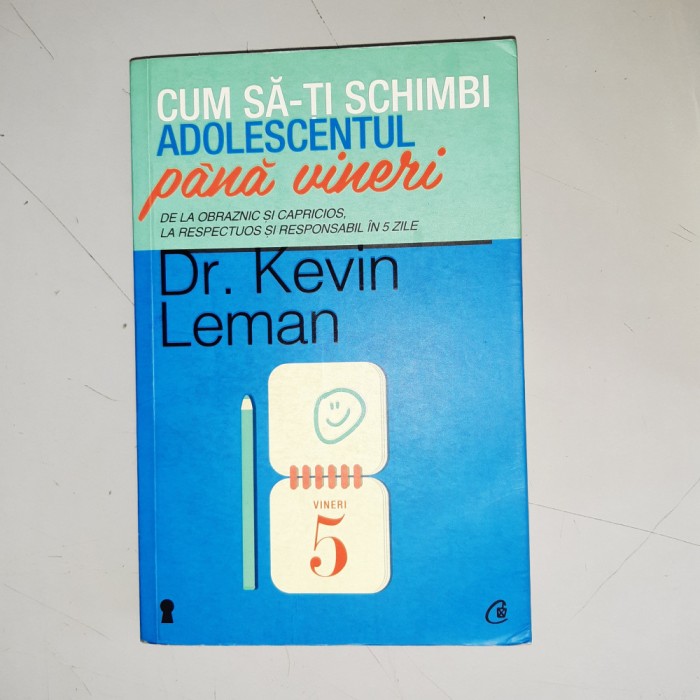 CUM SĂ-ȚI SCHIMBI
ADOLESCENTUL
până vineri
DE LA OBRAZNIC ȘI CAPRICIOS,
LA RESPECTUOS ȘI RESPONSABIL ÎN 5 ZILE
Dr. Kevin
Leman
VINERI
5